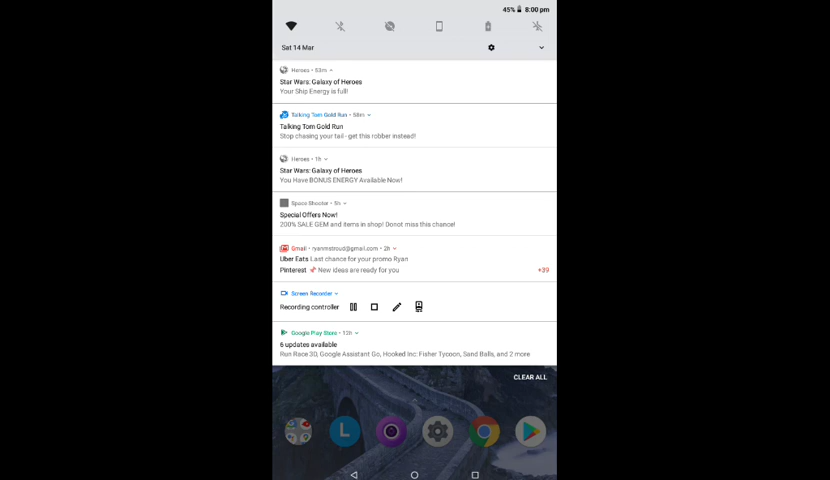 45% 8:00 pm
Sat 14 Mar
Heroes • 53m
Star Wars: Galaxy of Heroes
Your Ship Energy is full!
Talking Tom Gold Run • 58m
Talking Tom Gold Run
Stop chasing your tail - get this robber instead!
Heroes • 1h
Star Wars: Galaxy of Heroes
You Have BONUS ENERGY Available Now!
Space Shooter • 5h
Special Offers Now!
200% SALE GEM and items in shop! Donot miss this chance!
Gmail • ryanmstroud@gmail.com • 2h
Uber Eats Last chance for your promo Ryan
Pinterest 📌 New ideas are ready for you +39
Screen Recorder
Recording controller
Google Play Store • 12h
6 updates available
Run Race 3D, Google Assistant Go, Hooked Inc: Fisher Tycoon, Sand Balls, and 2 more
CLEAR ALL
L